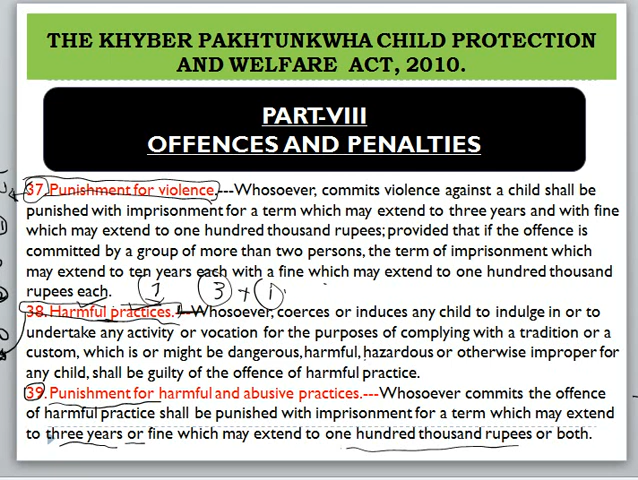 THE KHYBER PAKHTUNKWHA CHILD PROTECTION
AND WELFARE ACT, 2010.
PART-VIII
OFFENCES AND PENALTIES
37. Punishment for violence.---Whosoever, commits violence against a child shall be
punished with imprisonment for a term which may extend to three years and with fine
which may extend to one hundred thousand rupees; provided that if the offence is
committed by a group of more than two persons, the term of imprisonment which
may extend to ten years each with a fine which may extend to one hundred thousand
rupees each.
1 3 + 1
38. Harmful practices.---Whosoever, coerces or induces any child to indulge in or to
undertake any activity or vocation for the purposes of complying with a tradition or a
custom, which is or might be dangerous, harmful, hazardous or otherwise improper for
any child, shall be guilty of the offence of harmful practice.
39. Punishment for harmful and abusive practices.---Whosoever commits the offence
of harmful practice shall be punished with imprisonment for a term which may extend
to three years or fine which may extend to one hundred thousand rupees or both.